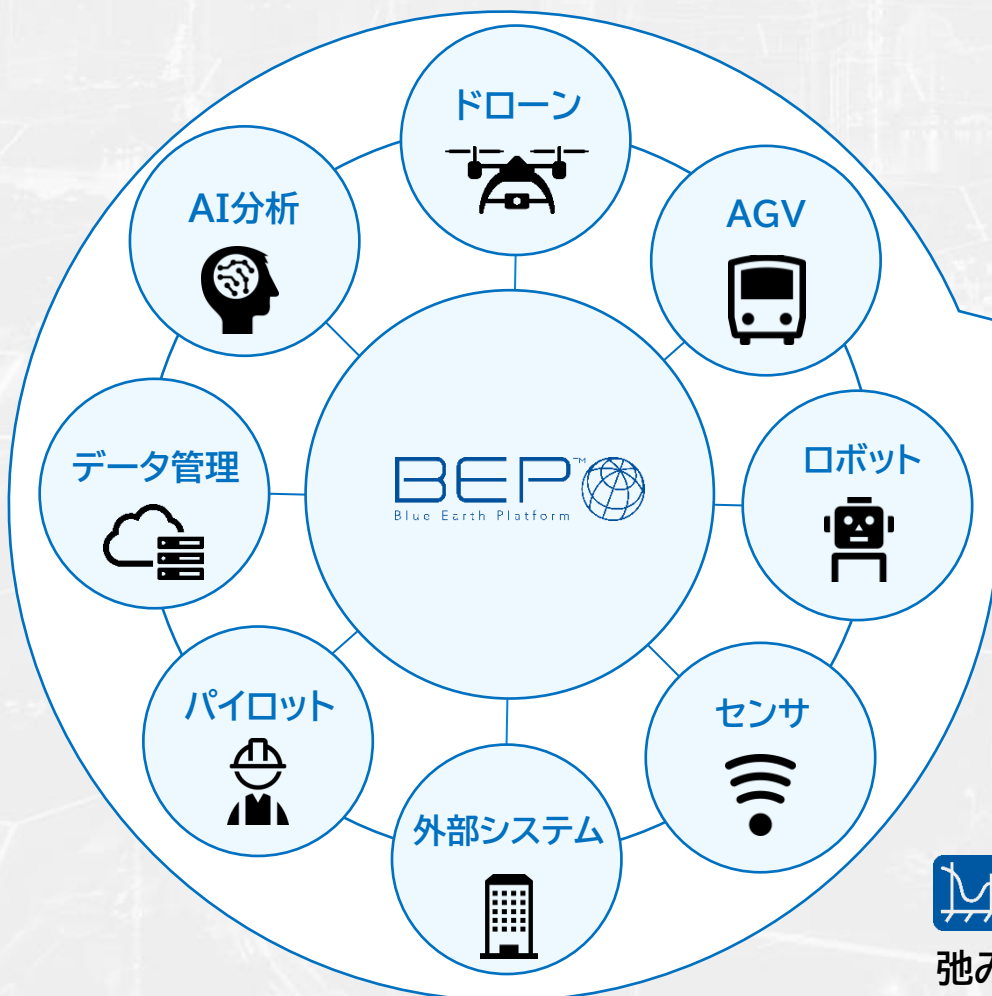 ドローン
AI分析
AGV
データ管理
ロボット
BEP™
Blue Earth Platform
パイロット
センサ
外部システム
弛み